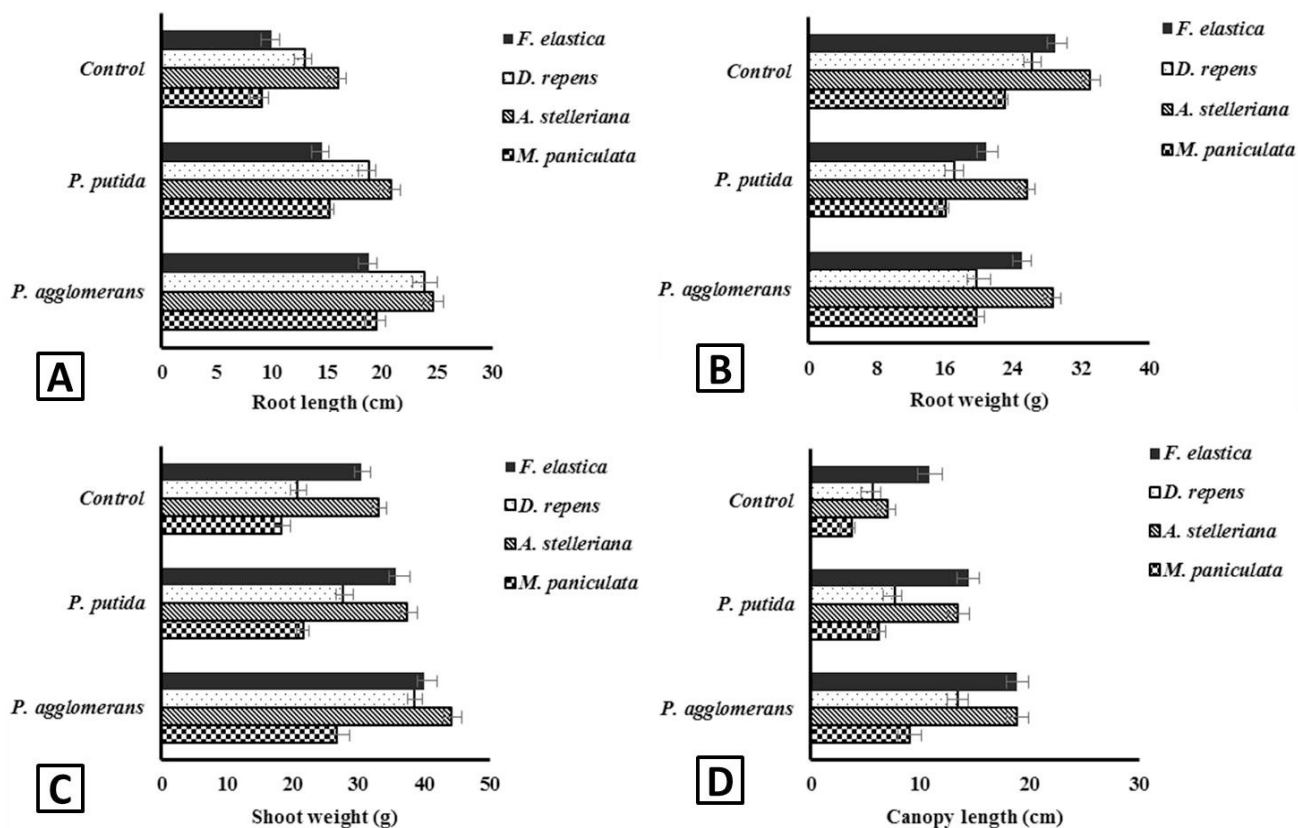 Control
P. putida
P. agglomerans
F. elastica
D. repens
A. stelleriana
M. paniculata
0 5 10 15 20 25 30
Root length (cm)
A
Control
P. putida
P. agglomerans
F. elastica
D. repens
A. stelleriana
M. paniculata
0 8 16 24 32 40
Root weight (g)
B
Control
P. putida
P. agglomerans
F. elastica
D. repens
A. stelleriana
M. paniculata
0 10 20 30 40 50
Shoot weight (g)
C
Control
P. putida
P. agglomerans
F. elastica
D. repens
A. stelleriana
M. paniculata
0 10 20 30
Canopy length (cm)
D